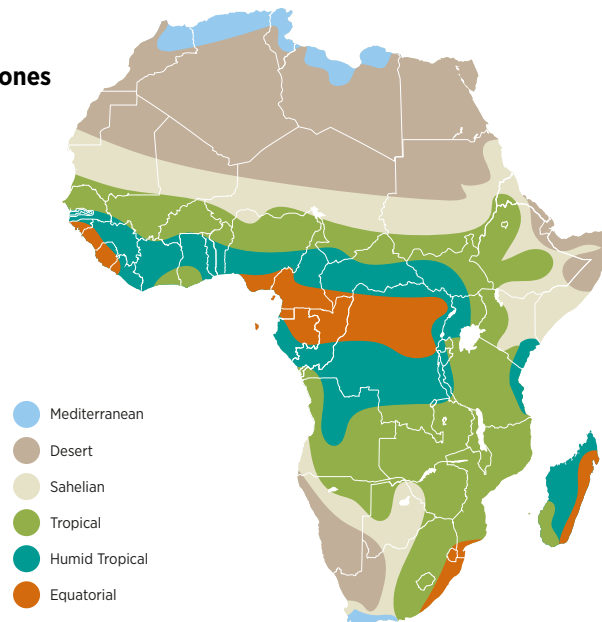 ones
Mediterranean
Desert
Sahelian
Tropical
Humid Tropical
Equatorial